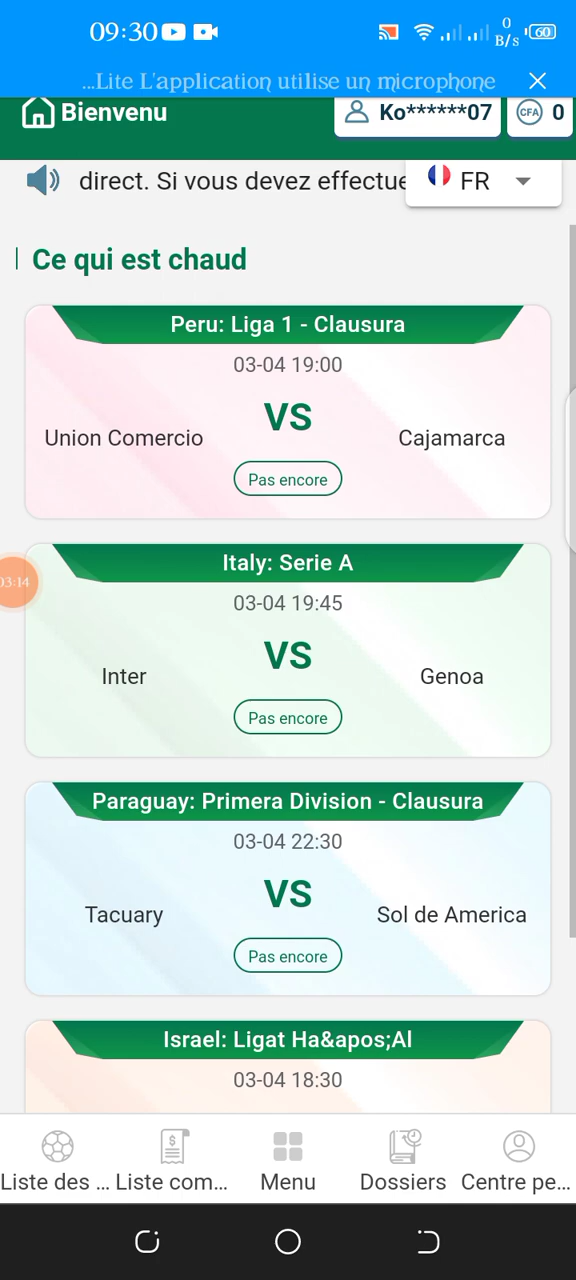 09:30
0
B/s
60
...Lite L'application utilise un microphone
Bienvenu
Ko******07
CFA
0
direct. Si vous devez effectue
FR
Ce qui est chaud
Peru: Liga 1 - Clausura
03-04 19:00
VS
Union Comercio
Cajamarca
Pas encore
03:14
Italy: Serie A
03-04 19:45
VS
Inter
Genoa
Pas encore
Paraguay: Primera Division - Clausura
03-04 22:30
VS
Tacuary
Sol de America
Pas encore
Israel: Ligat Ha&apos;Al
03-04 18:30
Liste des ...
Liste com...
Menu
Dossiers
Centre pe...